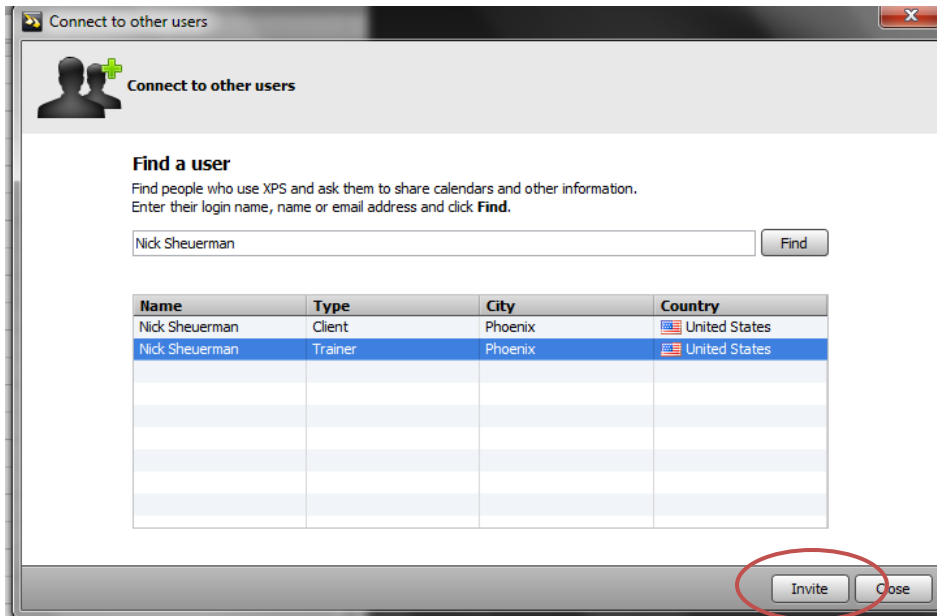 Connect to other users
Connect to other users
Find a user
Find people who use XPS and ask them to share calendars and other information.
Enter their login name, name or email address and click Find.
Nick Sheuerman Find
Name Type City Country
Nick Sheuerman Client Phoenix United States
Nick Sheuerman Trainer Phoenix United States
Invite Close